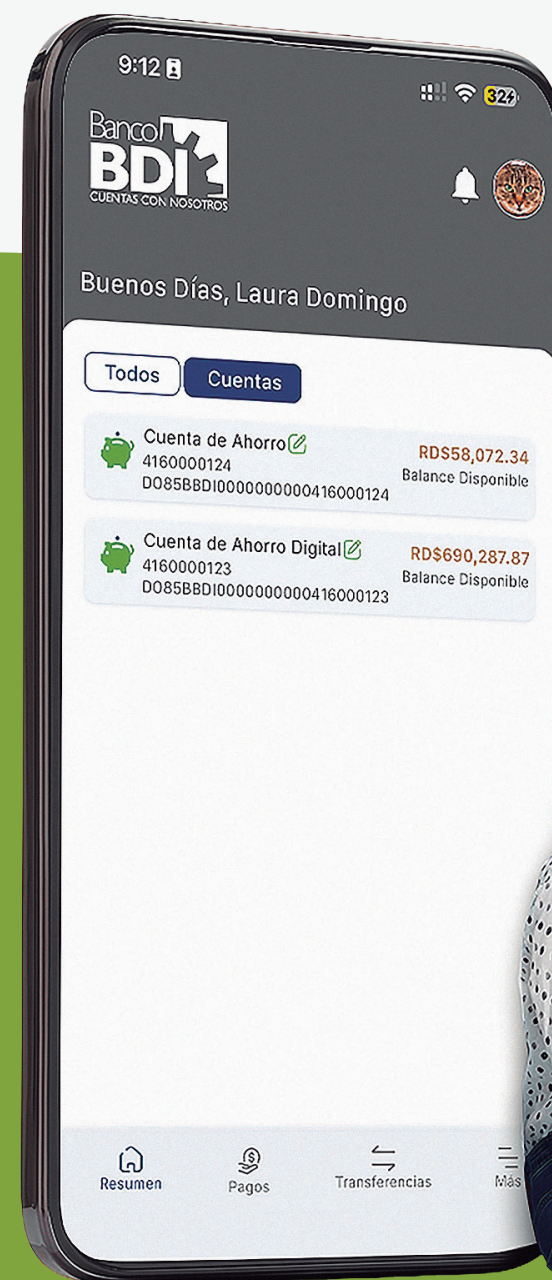 9:12
32
Banco
BDI
CUENTAS CON NOSOTROS
Buenos Días, Laura Domingo
Todos
Cuentas
Cuenta de Ahorro
4160000124
DO85BBDI0000000000416000124
RD$58,072.34
Balance Disponible
Cuenta de Ahorro Digital
4160000123
DO85BBDI0000000000416000123
RD$690,287.87
Balance Disponible
Resumen
Pagos
Transferencias
Más